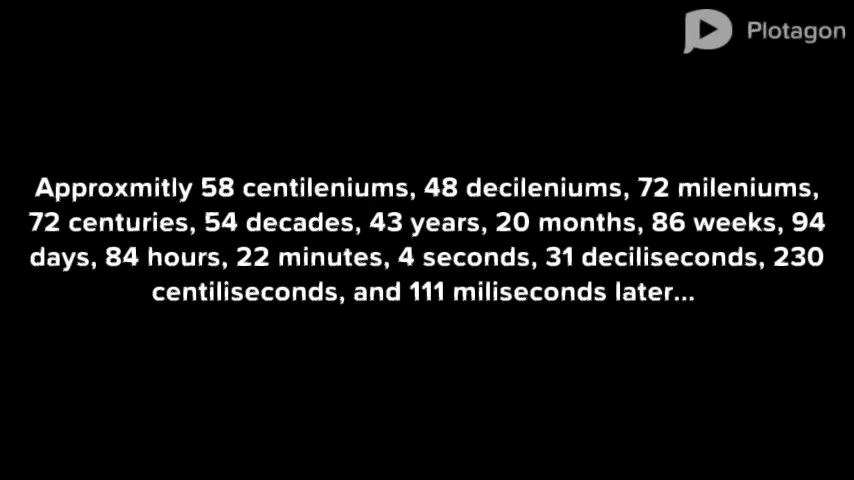 Plotagon
Approxmitly 58 centileniums, 48 decileniums, 72 mileniums,
72 centuries, 54 decades, 43 years, 20 months, 86 weeks, 94
days, 84 hours, 22 minutes, 4 seconds, 31 deciliseconds, 230
centiliseconds, and 111 miliseconds later...